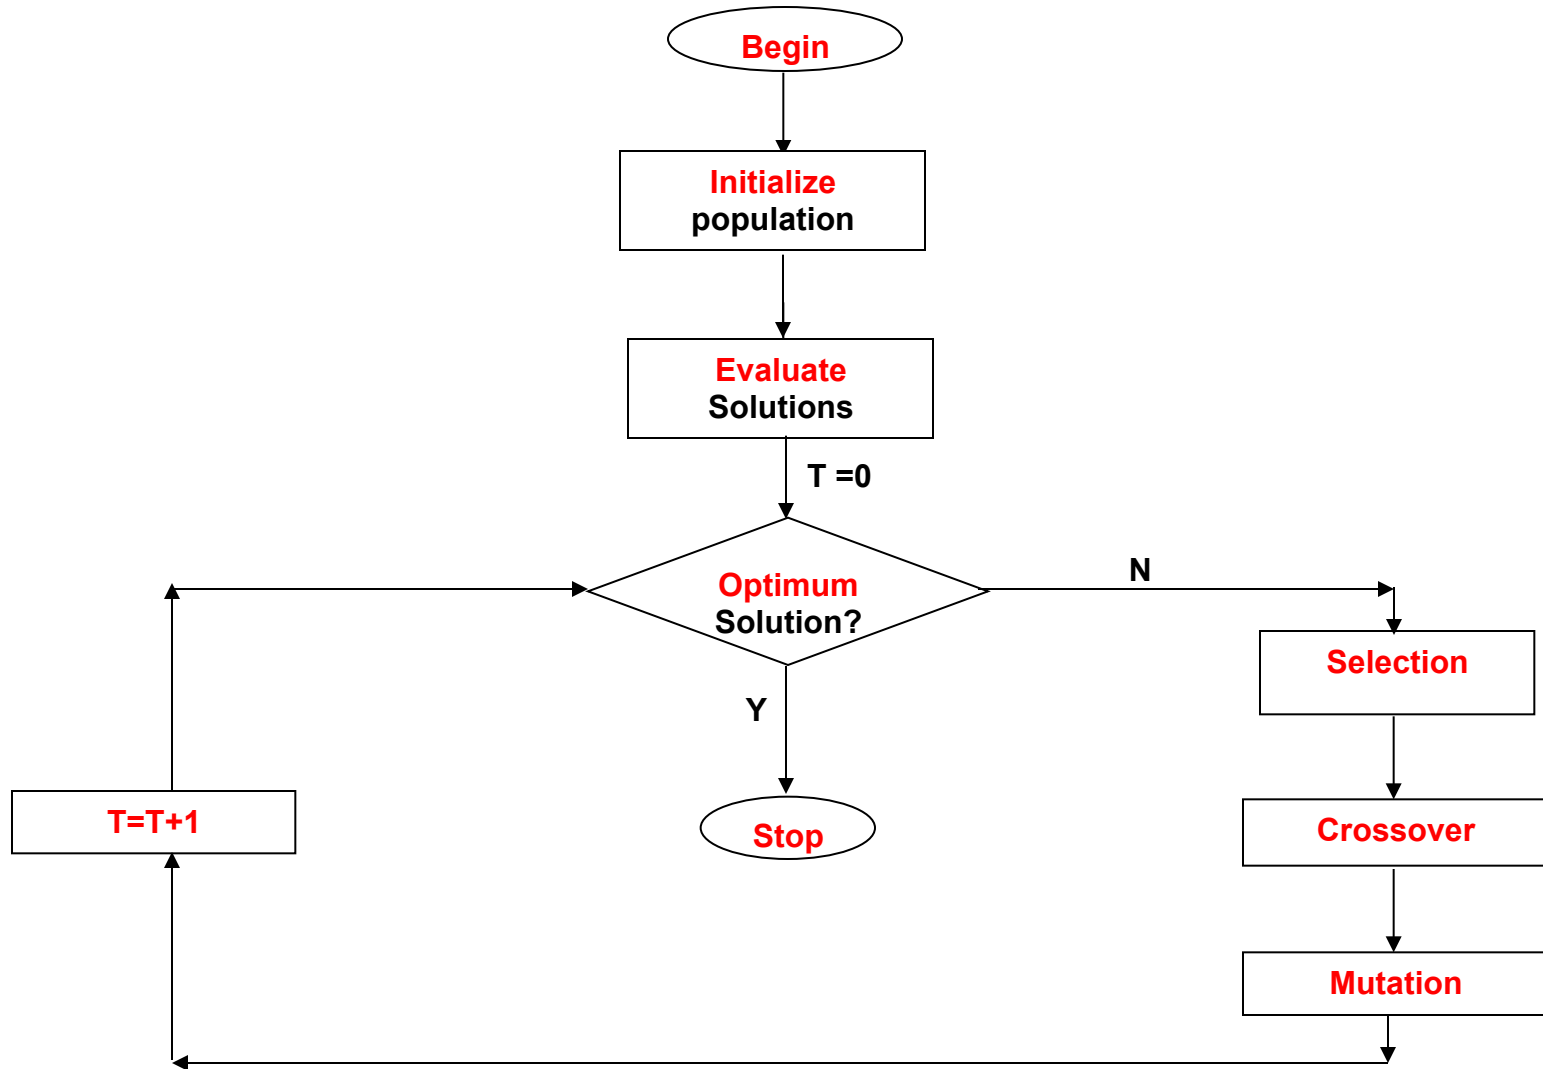 Begin
Initialize
population
Evaluate
Solutions
T =0
Optimum
Solution?
N
Y
Selection
T=T+1
Stop
Crossover
Mutation